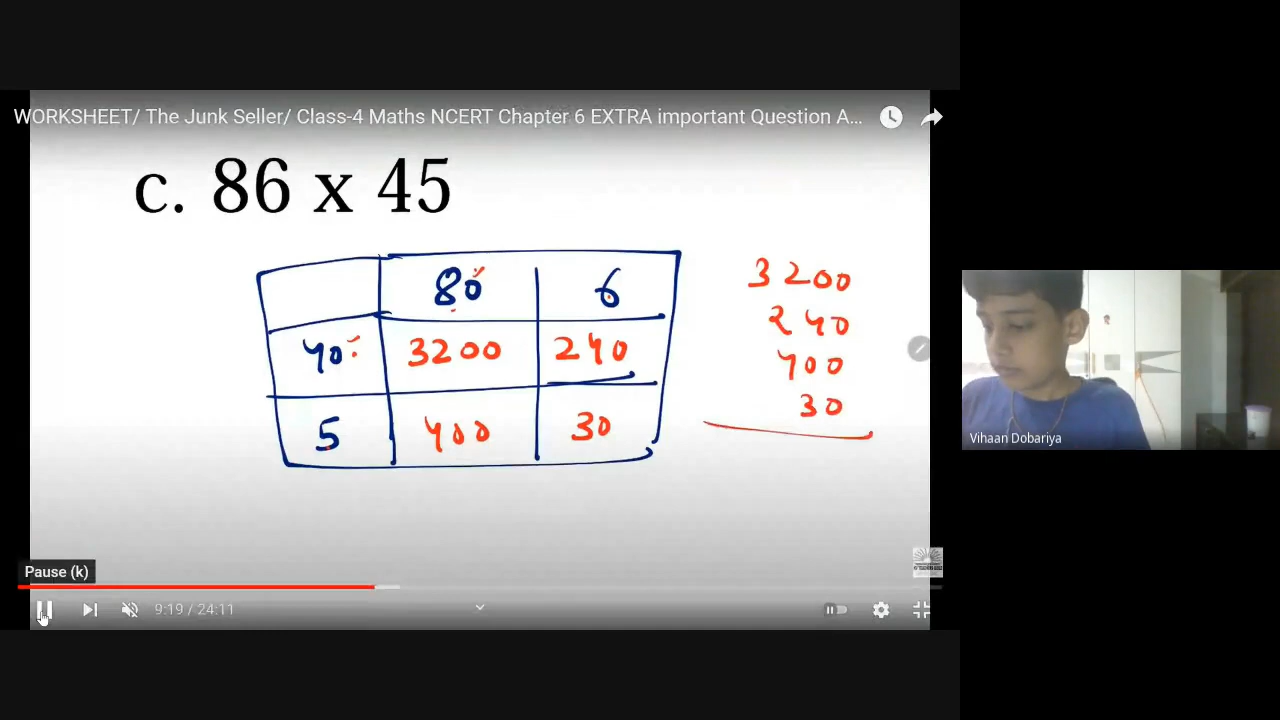 WORKSHEET/ The Junk Seller/ Class-4 Maths NCERT Chapter 6 EXTRA important Question A...
c. 86 x 45
80 6
40 3200 240
5 400 30
3200
240
400
30
Vihaan Dobariya
Pause (k)
9:19 / 24:11